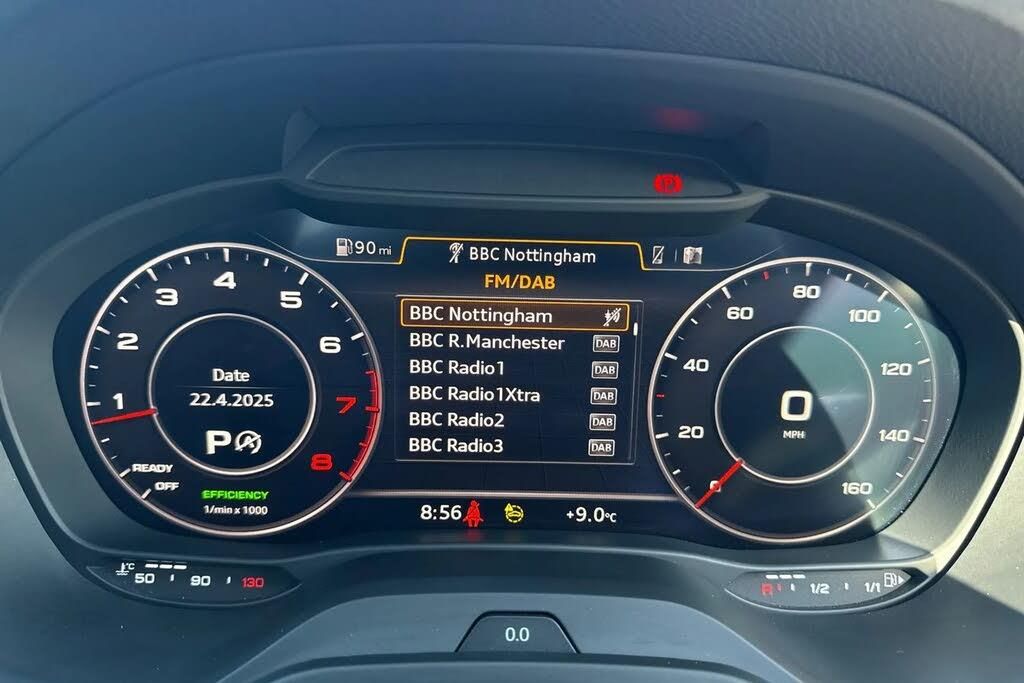 90 mi
BBC Nottingham
FM/DAB
BBC Nottingham
BBC R.Manchester DAB
BBC Radio1 DAB
BBC Radio1Xtra DAB
BBC Radio2 DAB
BBC Radio3 DAB
1 2 3 4 5 6 7 8
Date
22.4.2025
P A
READY
OFF
EFFICIENCY
1/min x 1000
0 20 40 60 80 100 120 140 160
0
MPH
8:56
+9.0°C
°C
50 90 130
R 1/2 1/1
0.0
P